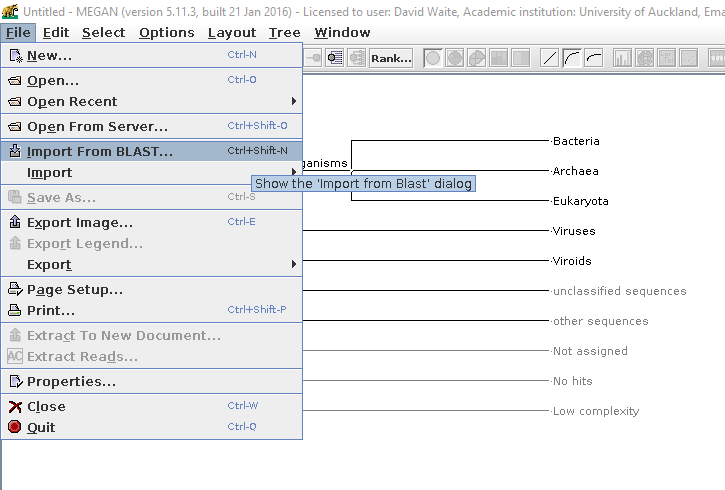 Untitled - MEGAN (version 5.11.3, built 21 Jan 2016) - Licensed to user: David Waite, Academic institution: University of Auckland, Ema
File Edit Select Options Layout Tree Window
New... Ctrl-N
Rank...
Open... Ctrl-O
Open Recent
Open From Server... Ctrl+Shift-O
Bacteria
Import From BLAST... Ctrl+Shift-N
ganisms
Import
Archaea
Show the 'Import from Blast' dialog
Save As... Ctrl-S
Eukaryota
Export Image... Ctrl-E
Viruses
Export Legend...
Export
Viroids
Page Setup...
unclassified sequences
Print... Ctrl+Shift-P
other sequences
Extract To New Document...
AC Extract Reads...
Not assigned
Properties...
No hits
Close Ctrl-W
Low complexity
Quit Ctrl-Q